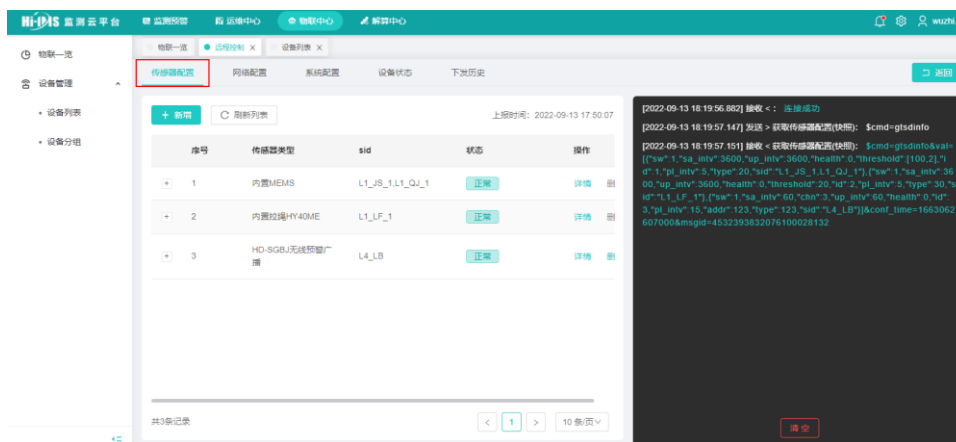 Hi-IMS 监测云平台 监测预警 运维中心 物联中心 解算中心 wuzhi
物联一览
设备管理
设备列表
设备分组
物联一览 远程控制 × 设备列表 ×
传感器配置 网络配置 系统配置 设备状态 下发历史 返回
+ 新增 刷新列表 上报时间：2022-09-13 17:50:07
序号 传感器类型 sid 状态 操作
+ 1 内置MEMS L1_JS_1,L1_QJ_1 正常 详情 删
+ 2 内置拉绳HY40ME L1_LF_1 正常 详情 删
+ 3 HD-SGBJ无线预警广播 L4_LB 正常 详情 删
共3条记录 < 1 > 10 条/页
[2022-09-13 18:19:56.882] 接收 <： 连接成功
[2022-09-13 18:19:57.147] 发送 > 获取传感器配置(快照): $cmd=gtsdinfo
[2022-09-13 18:19:57.151] 接收 < 获取传感器配置(快照): $cmd=gtsdinfo&val=
[{"sw":1,"sa_intv":3600,"up_intv":3600,"health":0,"threshold":[100,2],"i
d":1,"pl_intv":5,"type":20,"sid":"L1_JS_1,L1_QJ_1"},{"sw":1,"sa_intv":36
00,"up_intv":3600,"health":0,"threshold":20,"id":2,"pl_intv":5,"type":30,"s
id":"L1_LF_1"},{"sw":1,"sa_intv":60,"chn":3,"up_intv":60,"health":0,"id":
3,"pl_intv":15,"addr":123,"type":123,"sid":"L4_LB"}]&conf_time=1663062
607000&msgid=4532393832076100028132
清空